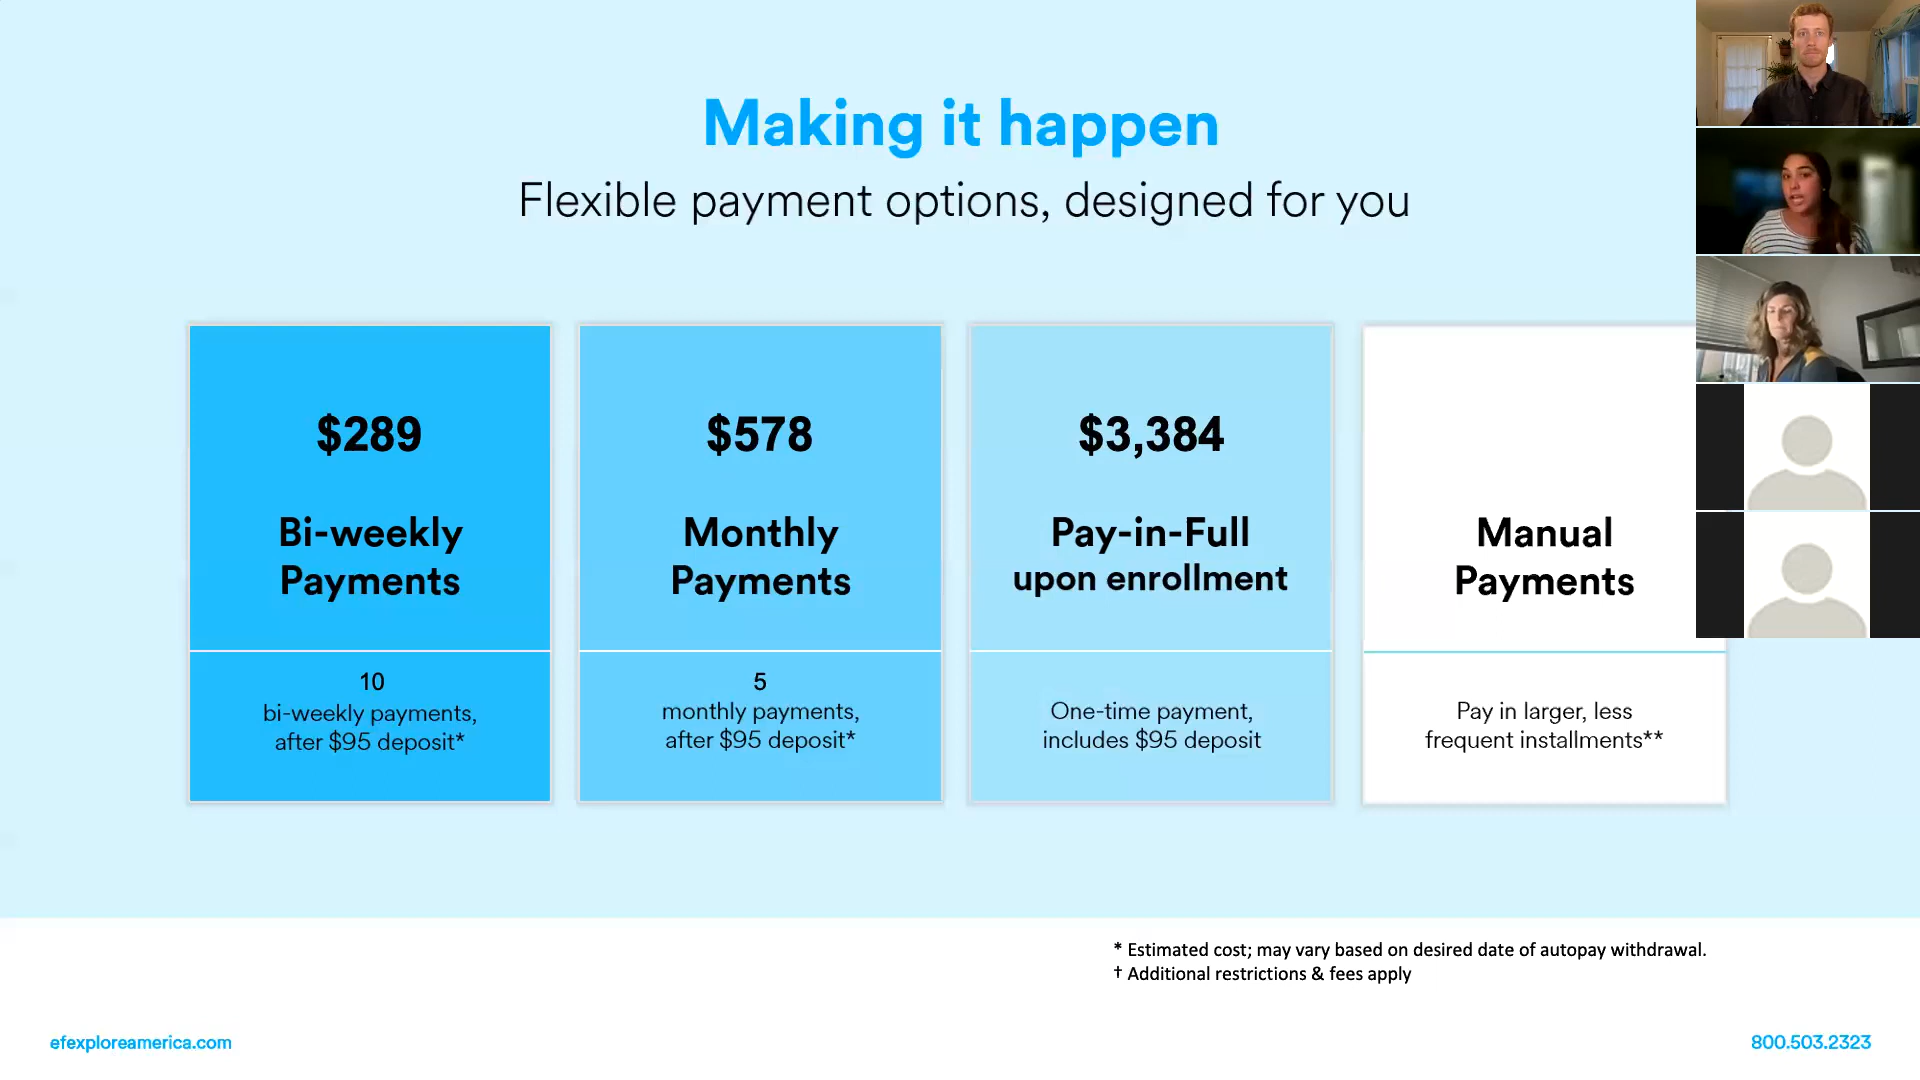 Making it happen
Flexible payment options, designed for you
$289
Bi-weekly
Payments
10
bi-weekly payments,
after $95 deposit*
$578
Monthly
Payments
5
monthly payments,
after $95 deposit*
$3,384
Pay-in-Full
upon enrollment
One-time payment,
includes $95 deposit
Manual
Payments
Pay in larger, less
frequent installments**
* Estimated cost; may vary based on desired date of autopay withdrawal.
† Additional restrictions & fees apply
efexploreamerica.com
800.503.2323